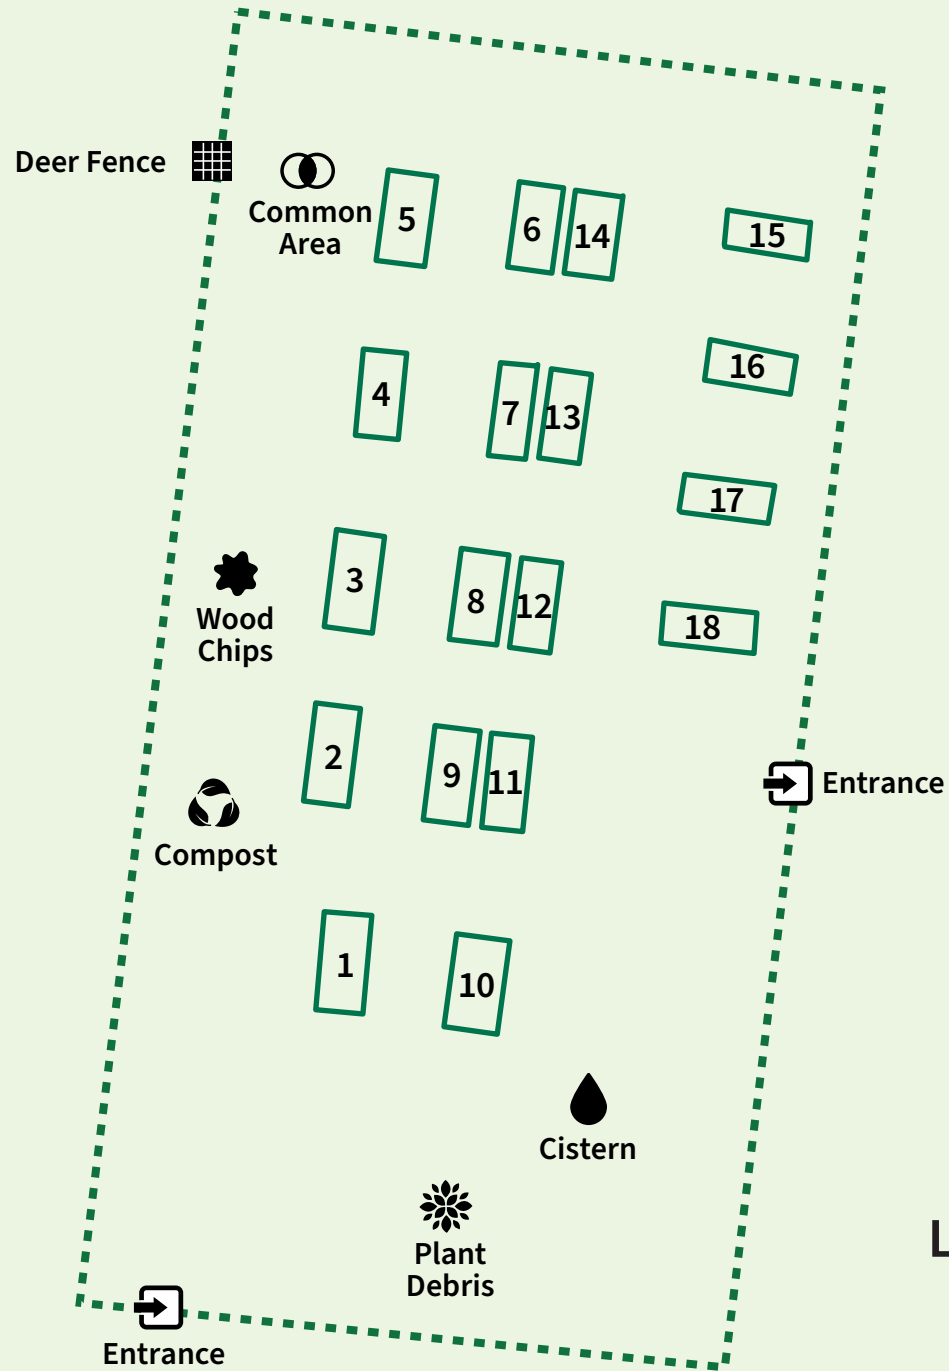 Deer Fence
Common
Area
5
6
14
15
4
7
13
16
17
3
8
12
18
Wood
Chips
2
9
11
Entrance
Compost
1
10
Cistern
Plant
Debris
L
Entrance